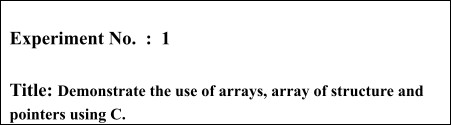 Experiment No. : 1
Title: Demonstrate the use of arrays, array of structure and
pointers using C.